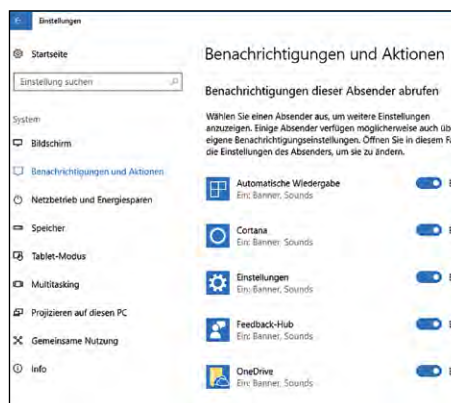 Einstellungen
Startseite
Einstellung suchen
System
Bildschirm
Benachrichtigungen und Aktionen
Netzbetrieb und Energiesparen
Speicher
Tablet-Modus
Multitasking
Projizieren auf diesen PC
Gemeinsame Nutzung
Info
Benachrichtigungen und Aktionen
Benachrichtigungen dieser Absender abrufen
Wählen Sie einen Absender aus, um weitere Einstellungen
anzuzeigen. Einige Absender verfügen möglicherweise auch üb
eigene Benachrichtigungseinstellungen. Öffnen Sie in diesem Fa
die Einstellungen des Absenders, um sie zu ändern.
Automatische Wiedergabe
Ein: Banner, Sounds
Cortana
Ein: Banner, Sounds
Einstellungen
Ein: Banner, Sounds
Feedback-Hub
Ein: Banner, Sounds
OneDrive
Ein: Banner, Sounds